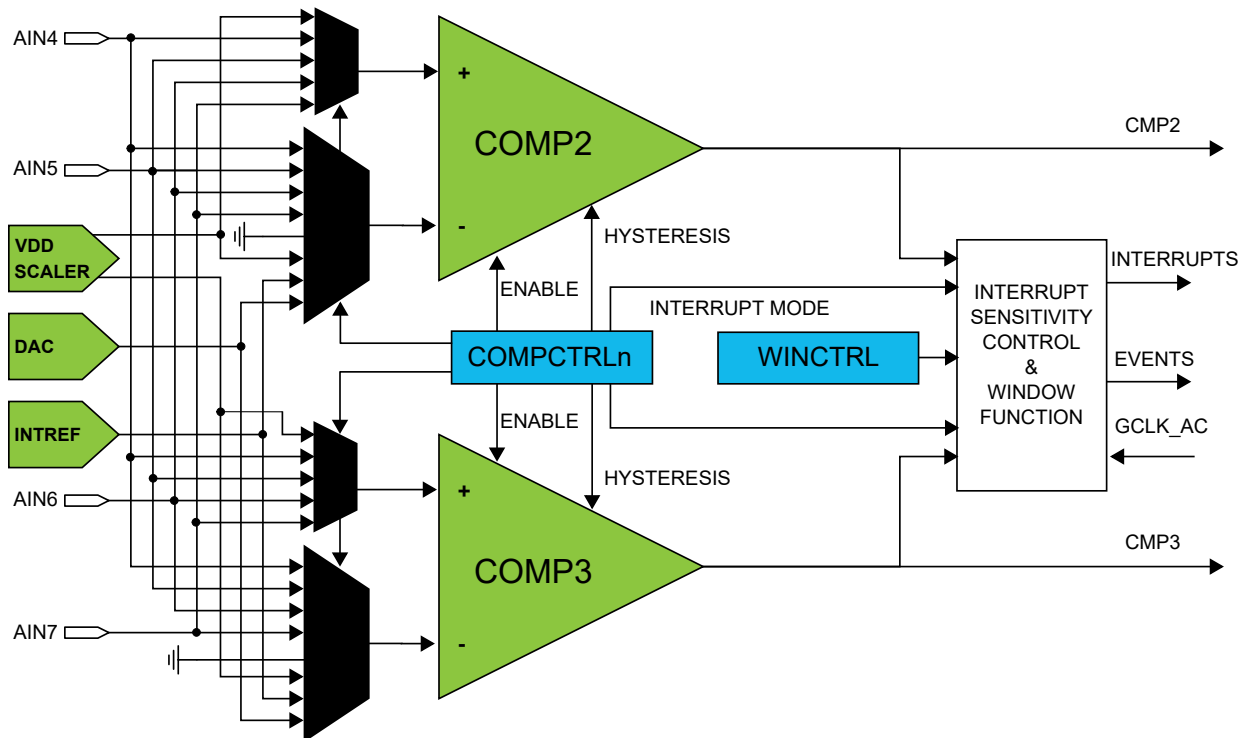 AIN4
+
COMP2
CMP2
AIN5
-
VDD
SCALER
HYSTERESIS
ENABLE
INTERRUPTS
INTERRUPT MODE
INTERRUPT
SENSITIVITY
CONTROL
&
WINDOW
FUNCTION
DAC
COMPCTRLn
WINCTRL
EVENTS
INTREF
ENABLE
GCLK_AC
HYSTERESIS
AIN6
+
COMP3
CMP3
AIN7
-